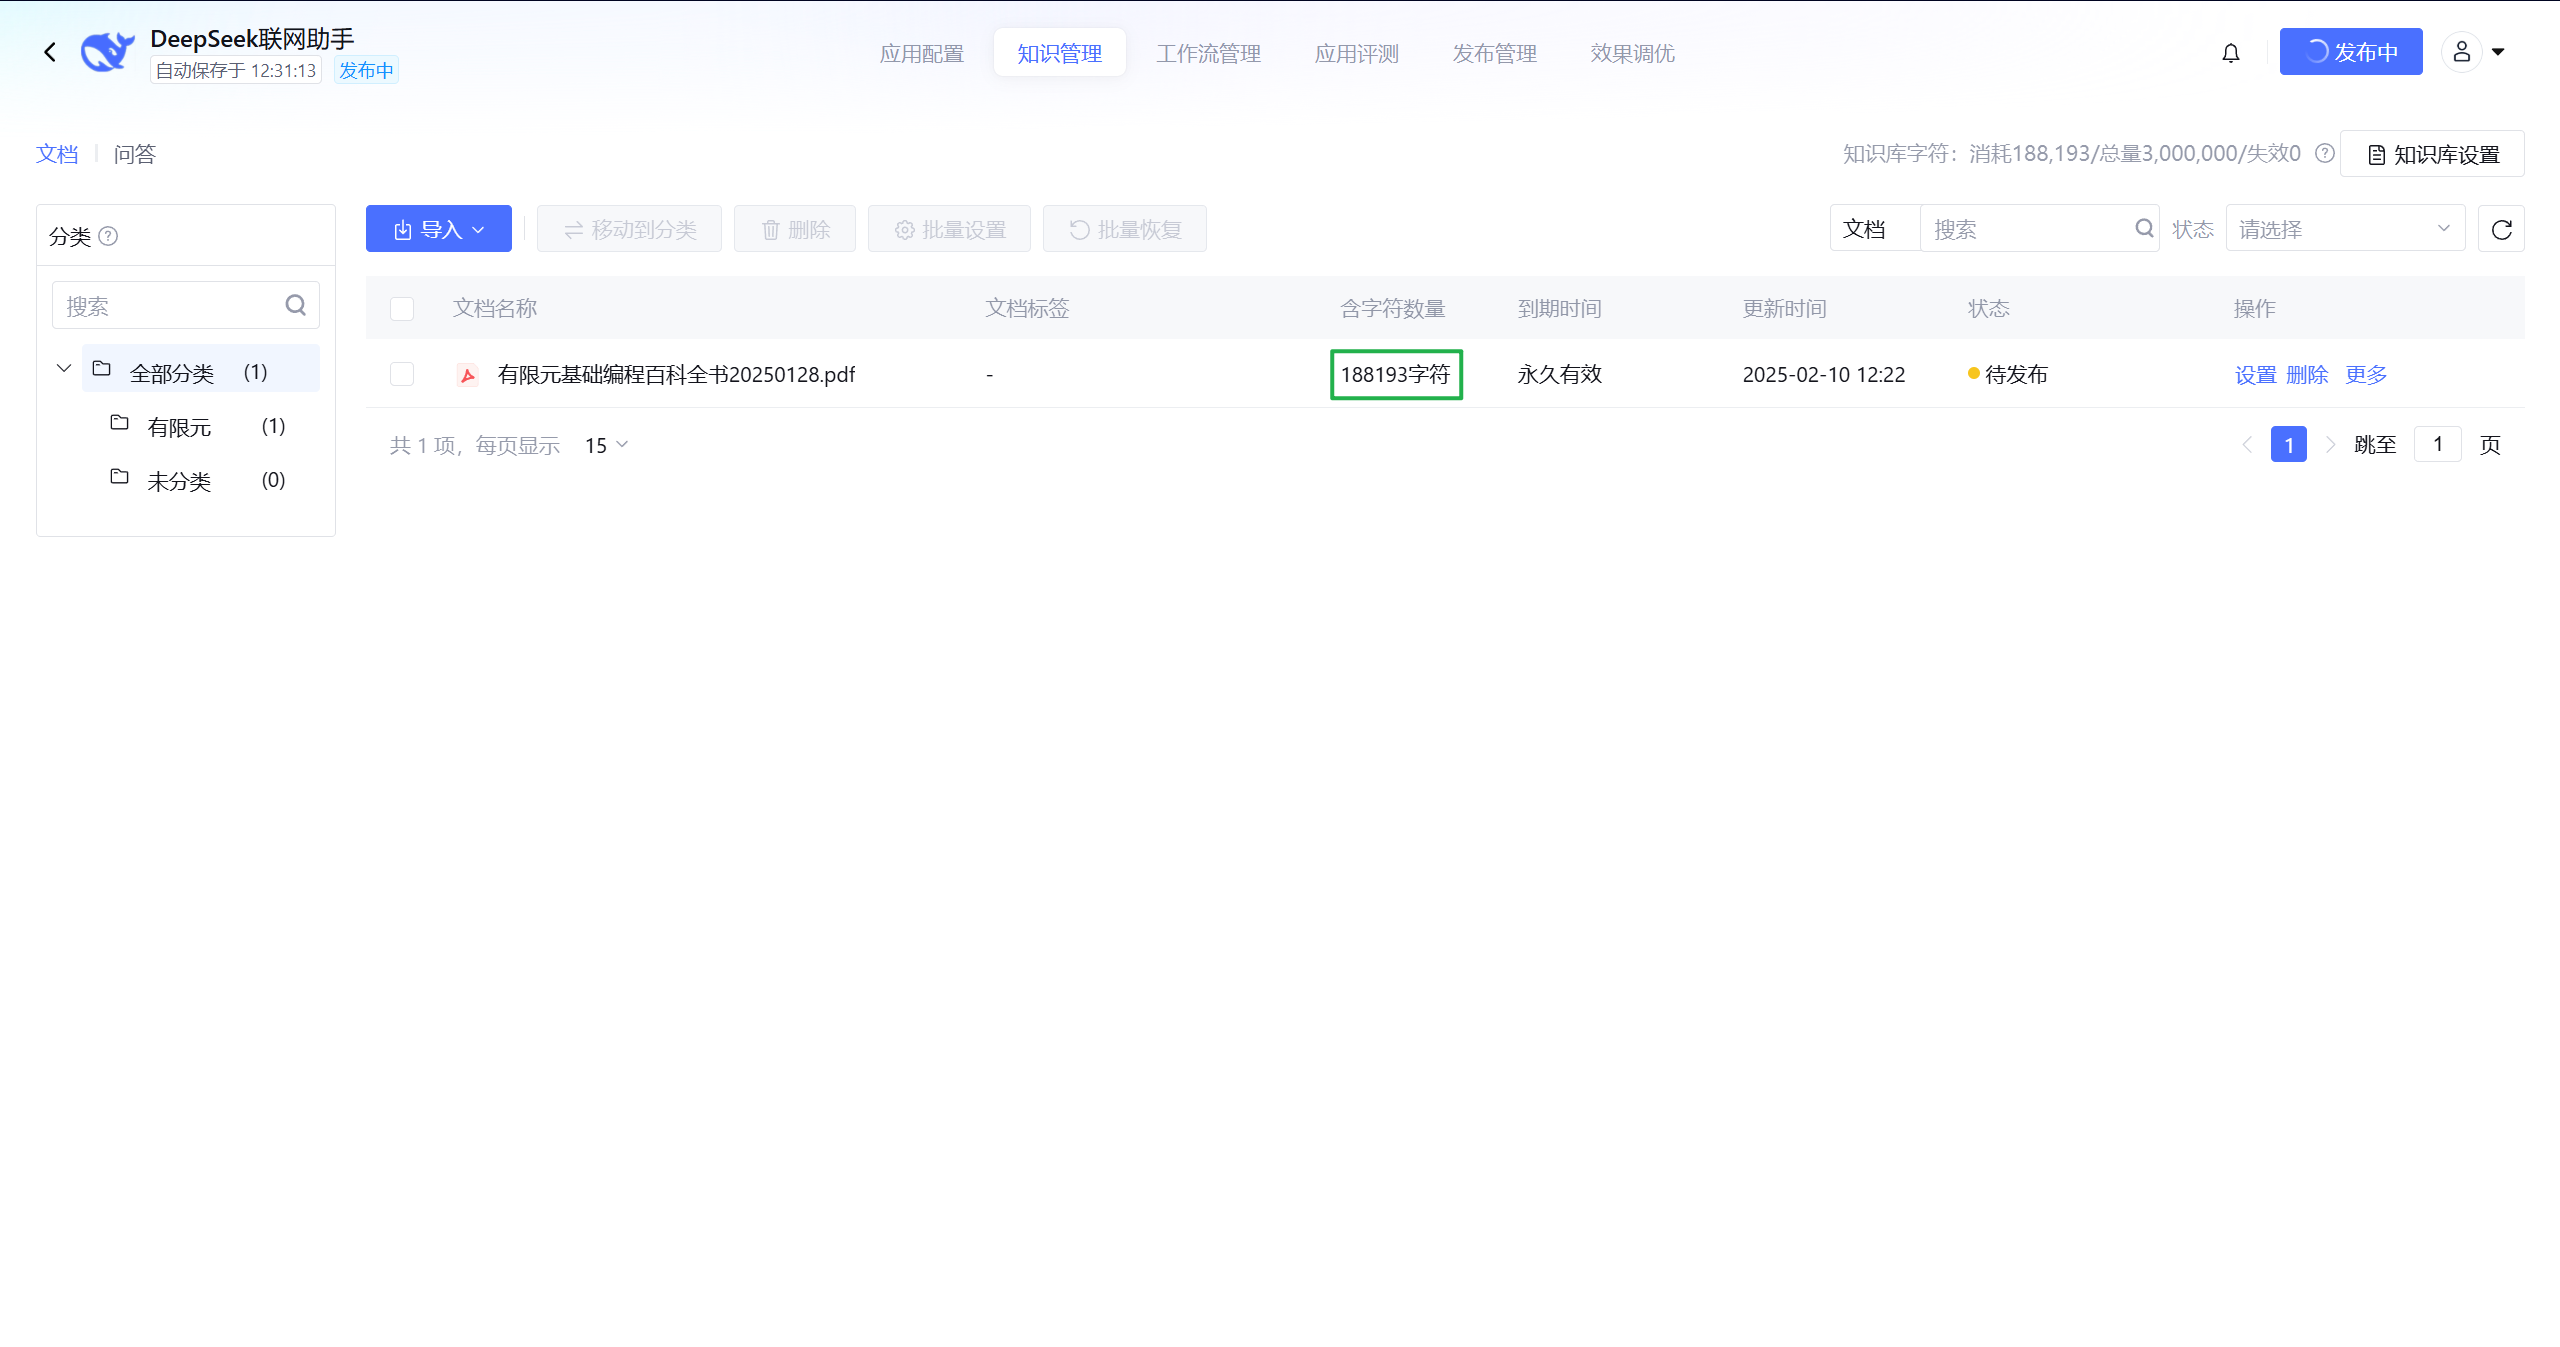 DeepSeek联网助手
自动保存于 12:31:13 发布中
应用配置 知识管理 工作流管理 应用评测 发布管理 效果调优
发布中
文档 问答
知识库字符：消耗188,193/总量3,000,000/失效0
知识库设置
分类
搜索
全部分类 (1)
有限元 (1)
未分类 (0)
导入 移动到分类 删除 批量设置 批量恢复
文档 搜索 状态 请选择
文档名称 文档标签 含字符数量 到期时间 更新时间 状态 操作
有限元基础编程百科全书20250128.pdf - 188193字符 永久有效 2025-02-10 12:22 待发布 设置 删除 更多
共 1 项，每页显示 15
1 跳至 1 页